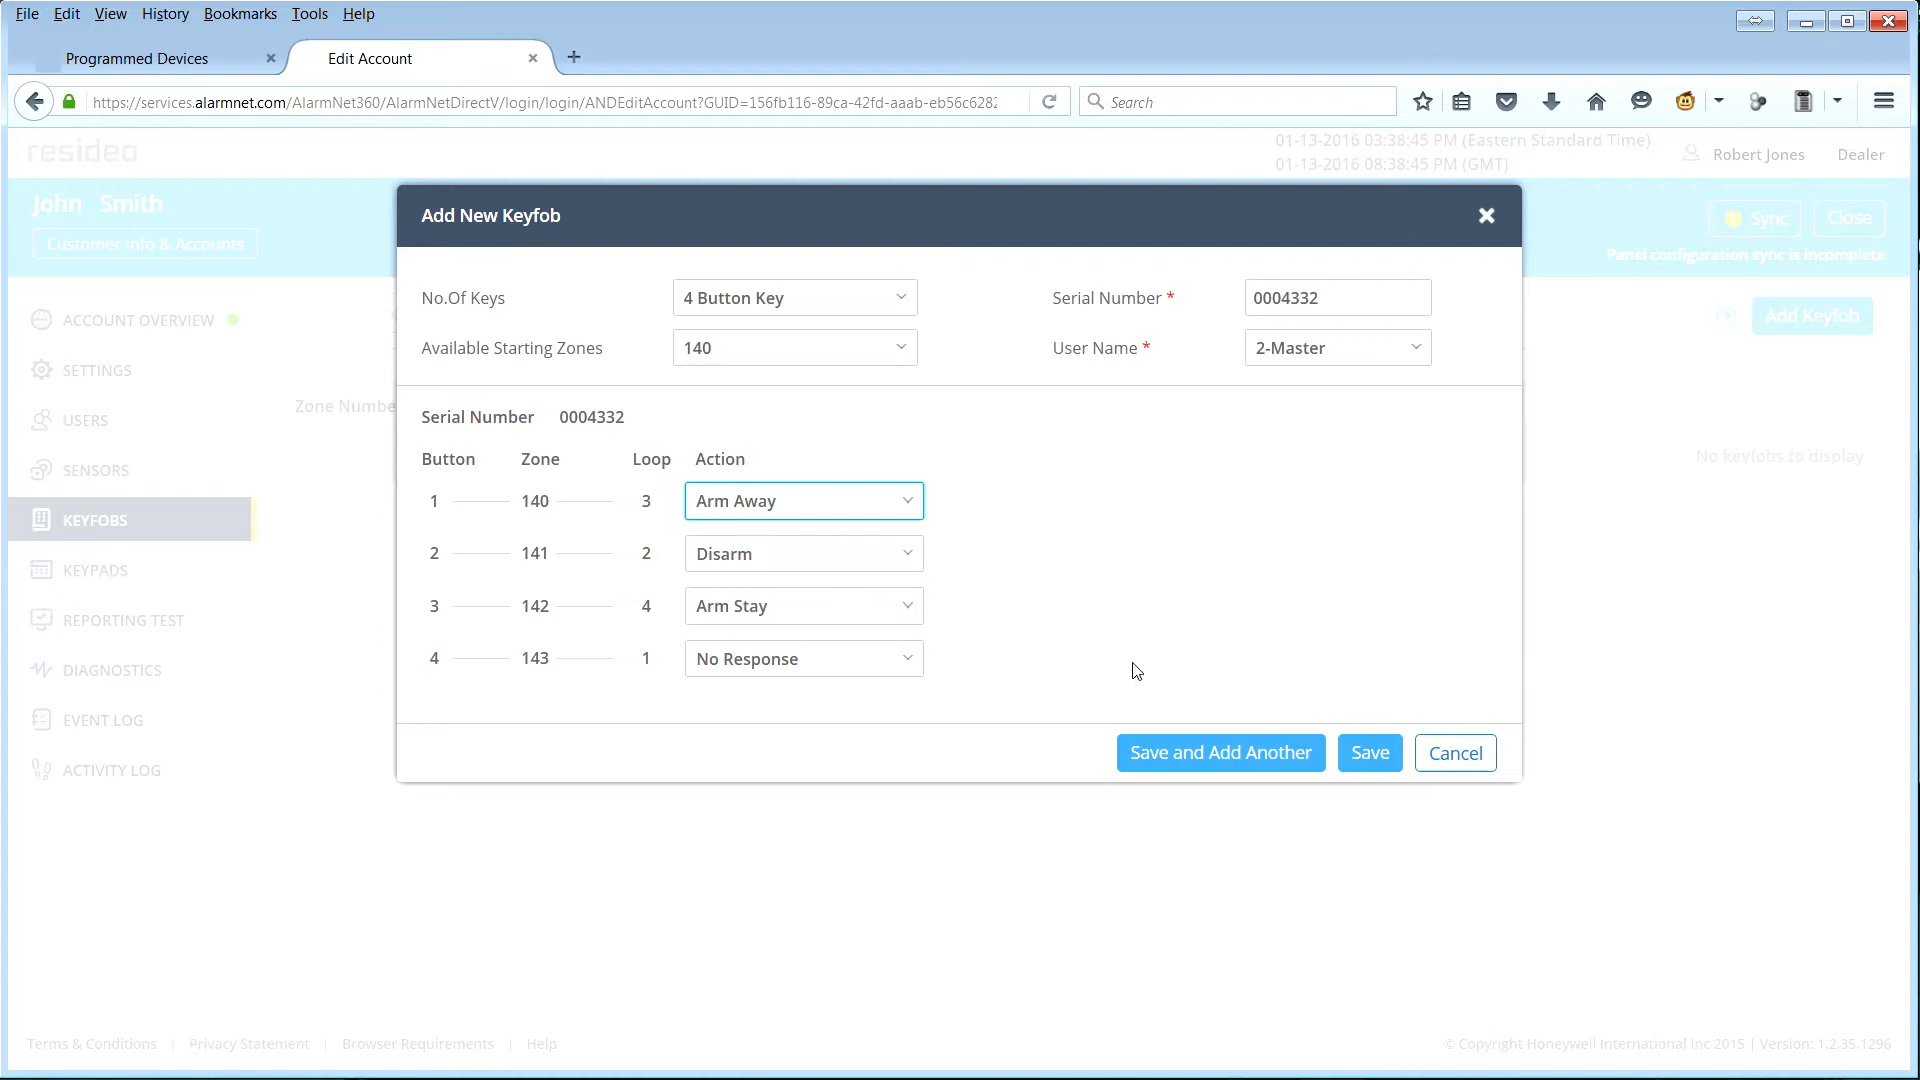 File Edit View History Bookmarks Tools Help
Programmed Devices
Edit Account
https://services.alarmnet.com/AlarmNet360/AlarmNetDirectV/login/login/ANDEditAccount?GUID=156fb116-89ca-42fd-aaab-eb56c6282
Search
resideo
01-13-2016 03:38:45 PM (Eastern Standard Time)
01-13-2016 08:38:45 PM (GMT)
Robert Jones
Dealer
John Smith
Customer Info & Accounts
Sync
Close
Panel configuration sync is incomplete
ACCOUNT OVERVIEW
SETTINGS
USERS
SENSORS
KEYFOBS
KEYPADS
REPORTING TEST
DIAGNOSTICS
EVENT LOG
ACTIVITY LOG
Add Keyfob
Zone Numbe
No keyfobs to display
Add New Keyfob
No.Of Keys 4 Button Key Serial Number * 0004332
Available Starting Zones 140 User Name * 2-Master
Serial Number 0004332
Button Zone Loop Action
1 140 3 Arm Away
2 141 2 Disarm
3 142 4 Arm Stay
4 143 1 No Response
Save and Add Another Save Cancel
Terms & Conditions | Privacy Statement | Browser Requirements | Help
© Copyright Honeywell International Inc 2015 | Version: 1.2.35.1296